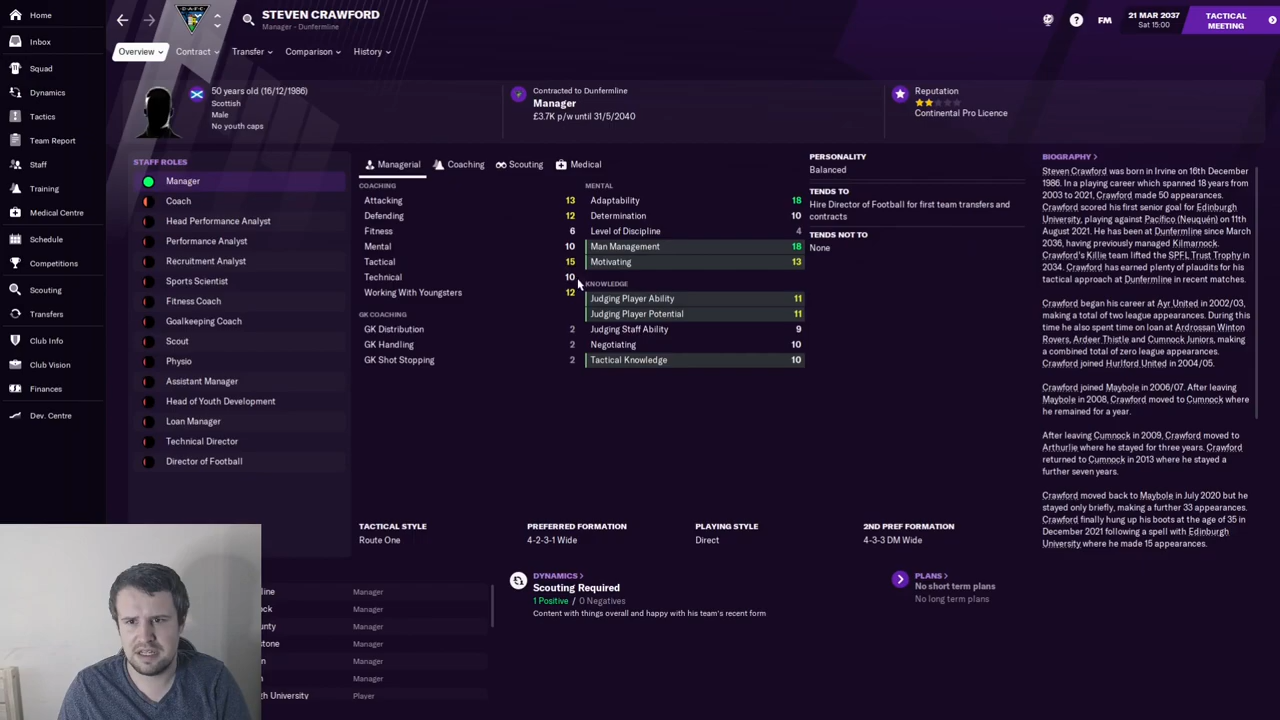 Home
Inbox
Squad
Dynamics
Tactics
Team Report
Staff
Training
Medical Centre
Schedule
Competitions
Scouting
Transfers
Club Info
Club Vision
Finances
Dev. Centre
D.A.F.C
STEVEN CRAWFORD
Manager - Dunfermline
FM
21 MAR 2037
Sat 15:00
TACTICAL MEETING
Overview
Contract
Transfer
Comparison
History
50 years old (16/12/1986)
Scottish
Male
No youth caps
Contracted to Dunfermline
Manager
£3.7K p/w until 31/5/2040
Reputation
Continental Pro Licence
STAFF ROLES
Manager
Coach
Head Performance Analyst
Performance Analyst
Recruitment Analyst
Sports Scientist
Fitness Coach
Goalkeeping Coach
Scout
Physio
Assistant Manager
Head of Youth Development
Loan Manager
Technical Director
Director of Football
Managerial
Coaching
Scouting
Medical
COACHING
Attacking 13
Defending 12
Fitness 6
Mental 10
Tactical 15
Technical 10
Working With Youngsters 12
GK COACHING
GK Distribution 2
GK Handling 2
GK Shot Stopping 2
MENTAL
Adaptability 18
Determination 10
Level of Discipline 4
Man Management 18
Motivating 13
KNOWLEDGE
Judging Player Ability 11
Judging Player Potential 11
Judging Staff Ability 9
Negotiating 10
Tactical Knowledge 10
PERSONALITY
Balanced
TENDS TO
Hire Director of Football for first team transfers and
contracts
TENDS NOT TO
None
BIOGRAPHY >
Steven Crawford was born in Irvine on 16th December
1986. In a playing career which spanned 18 years from
2003 to 2021, Crawford made 50 appearances.
Crawford scored his first senior goal for Edinburgh
University, playing against Pacífico (Neuquén) on 11th
August 2021. He has been at Dunfermline since March
2036, having previously managed Kilmarnock.
Crawford's Killie team lifted the SPFL Trust Trophy in
2034. Crawford has earned plenty of plaudits for his
tactical approach at Dunfermline in recent months.
Crawford began his career at Ayr United in 2002/03,
making a total of two league appearances. During this
time he also spent time on loan at Ardrossan Winton
Rovers, Ardeer Thistle and Cumnock Juniors, making
a combined total of zero league appearances.
Crawford joined Hurlford United in 2004/05.
Crawford joined Maybole in 2006/07. After leaving
Maybole in 2008, Crawford moved to Cumnock where
he remained for a year.
After leaving Cumnock in 2009, Crawford moved to
Arthurlie where he stayed for three years. Crawford
returned to Cumnock in 2013 where he stayed a
further seven years.
Crawford moved back to Maybole in July 2020 but he
stayed only briefly, making a further 33 appearances.
Crawford finally hung up his boots at the age of 35 in
December 2021 following a spell with Edinburgh
University where he made 15 appearances.
TACTICAL STYLE
Route One
PREFERRED FORMATION
4-2-3-1 Wide
PLAYING STYLE
Direct
2ND PREF FORMATION
4-3-3 DM Wide
line Manager
ock Manager
unty Manager
stone Manager
n Manager
n Manager
gh University Player
DYNAMICS >
Scouting Required
1 Positive / 0 Negatives
Content with things overall and happy with his team's recent form
PLANS >
No short term plans
No long term plans